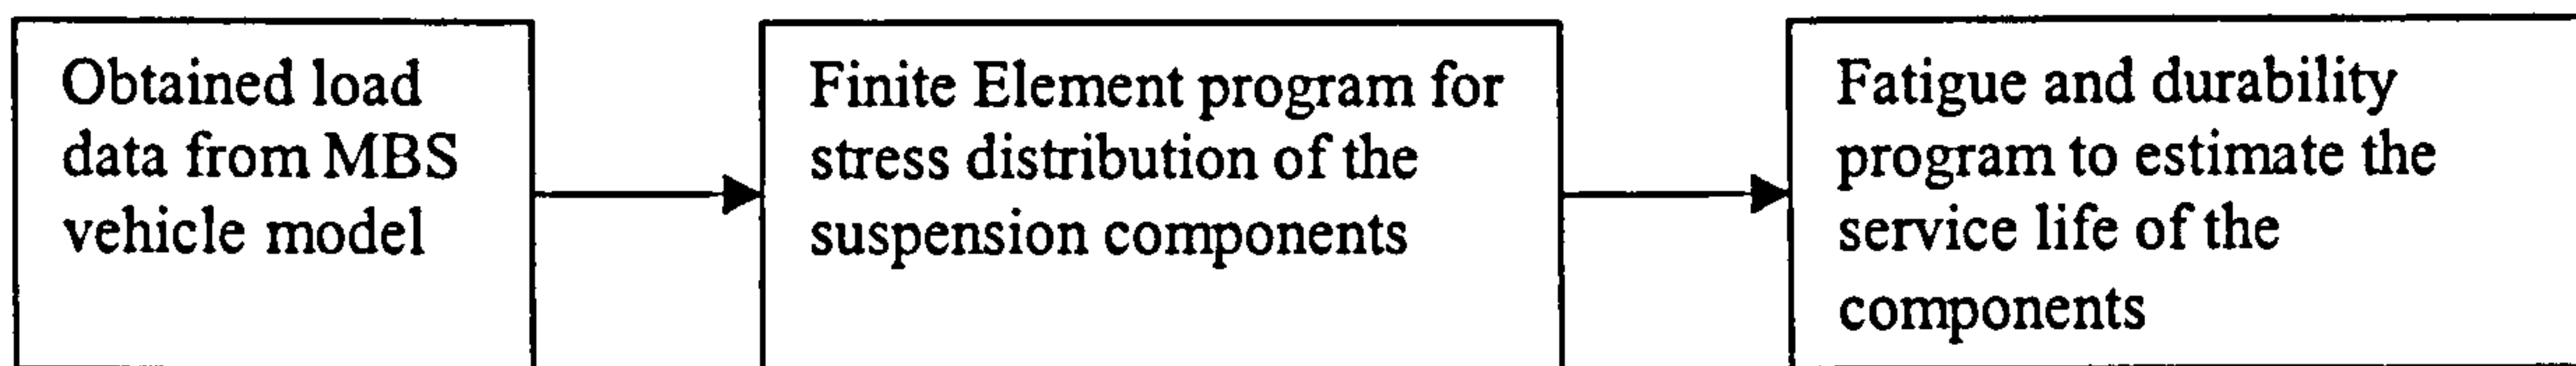 Obtained load
data from MBS
vehicle model
Finite Element program for
stress distribution of the
suspension components
Fatigue and durability
program to estimate the
service life of the
components